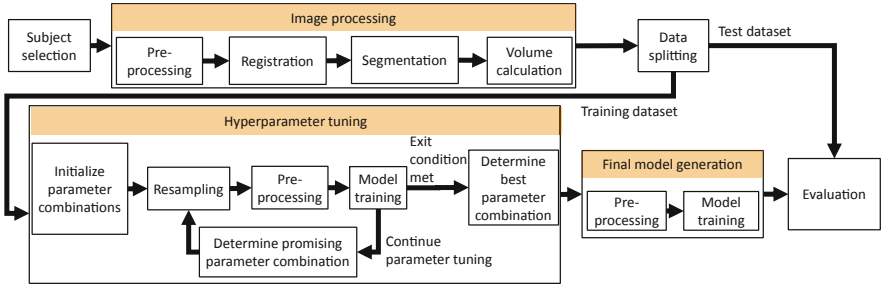 Image processing
Subject
selection
Pre-
processing
Registration
Segmentation
Volume
calculation
Data
splitting
Test dataset
Training dataset
Hyperparameter tuning
Initialize
parameter
combinations
Resampling
Pre-
processing
Model
training
Exit
condition
met
Determine
best
parameter
combination
Determine promising
parameter combination
Continue
parameter tuning
Final model generation
Pre-
processing
Model
training
Evaluation